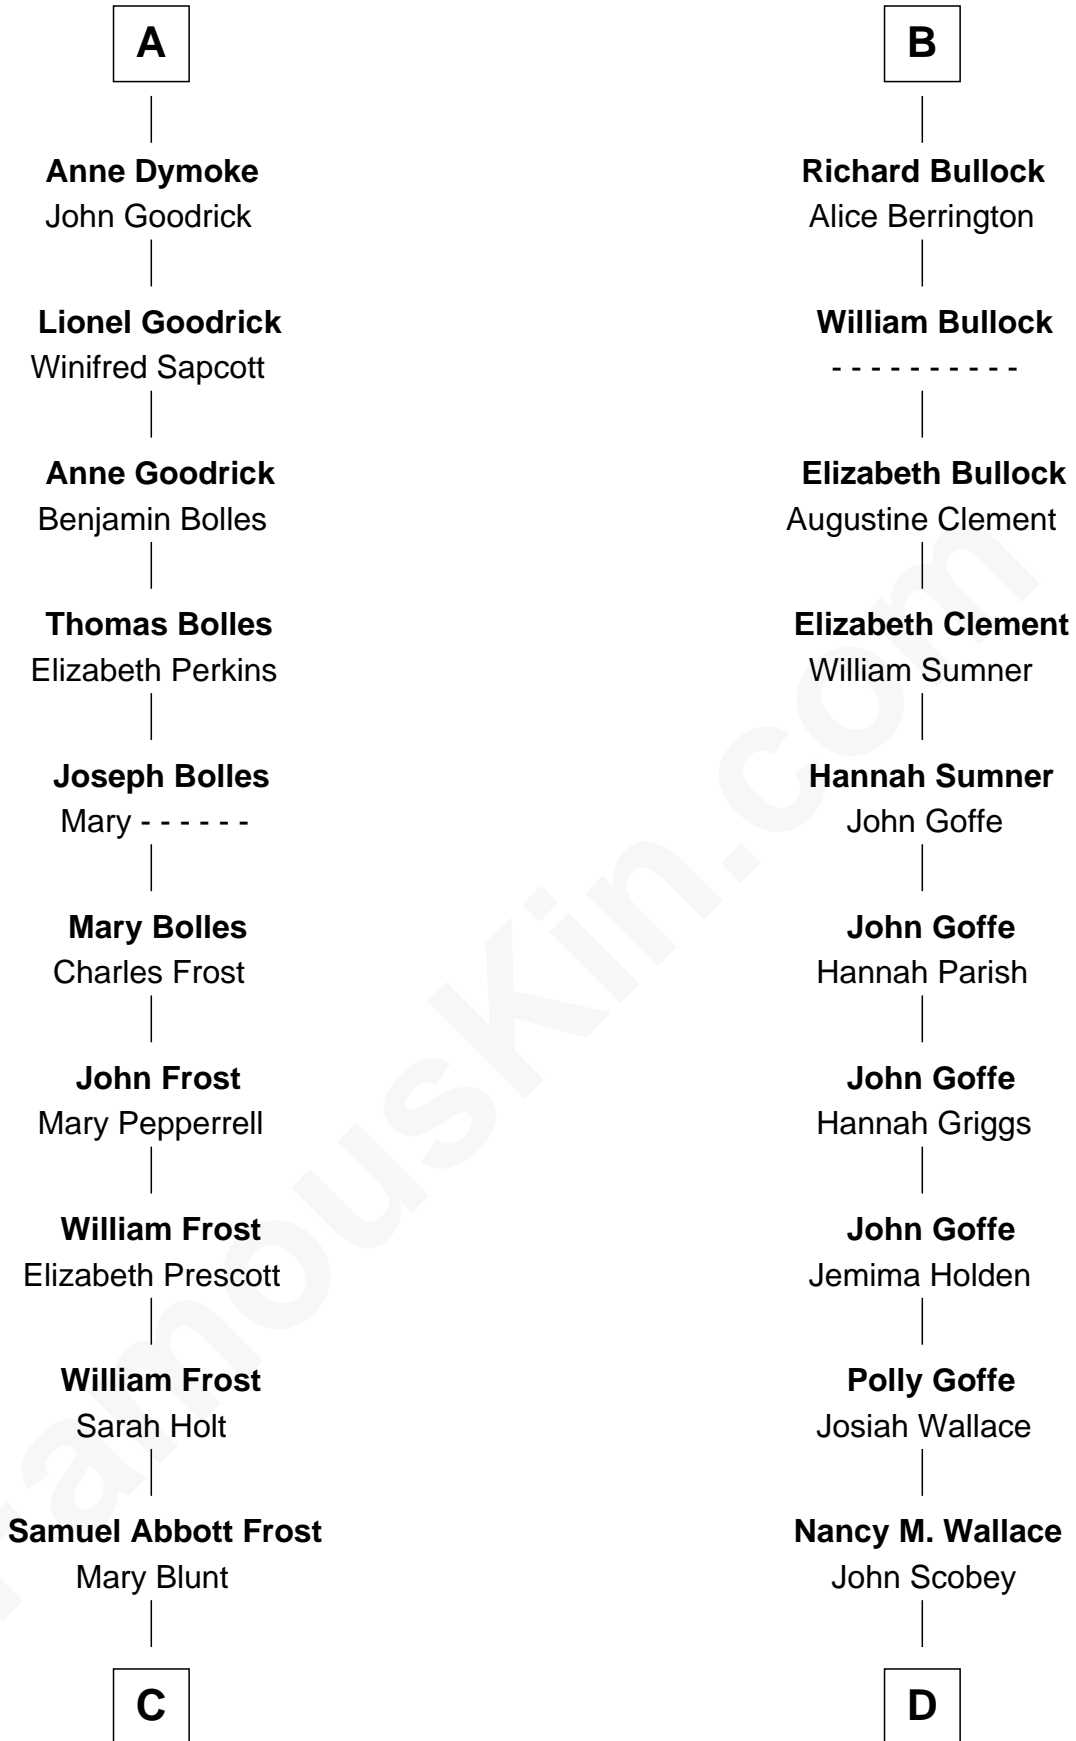 A
Anne Dymoke
John Goodrick
Lionel Goodrick
Winifred Sapcott
Anne Goodrick
Benjamin Bolles
Thomas Bolles
Elizabeth Perkins
Joseph Bolles
Mary - - - - - -
Mary Bolles
Charles Frost
John Frost
Mary Pepperrell
William Frost
Elizabeth Prescott
William Frost
Sarah Holt
Samuel Abbott Frost
Mary Blunt
C
B
Richard Bullock
Alice Berrington
William Bullock
- - - - - - - - - -
Elizabeth Bullock
Augustine Clement
Elizabeth Clement
William Sumner
Hannah Sumner
John Goffe
John Goffe
Hannah Parish
John Goffe
Hannah Griggs
John Goffe
Jemima Holden
Polly Goffe
Josiah Wallace
Nancy M. Wallace
John Scobey
D
FamousKin.com